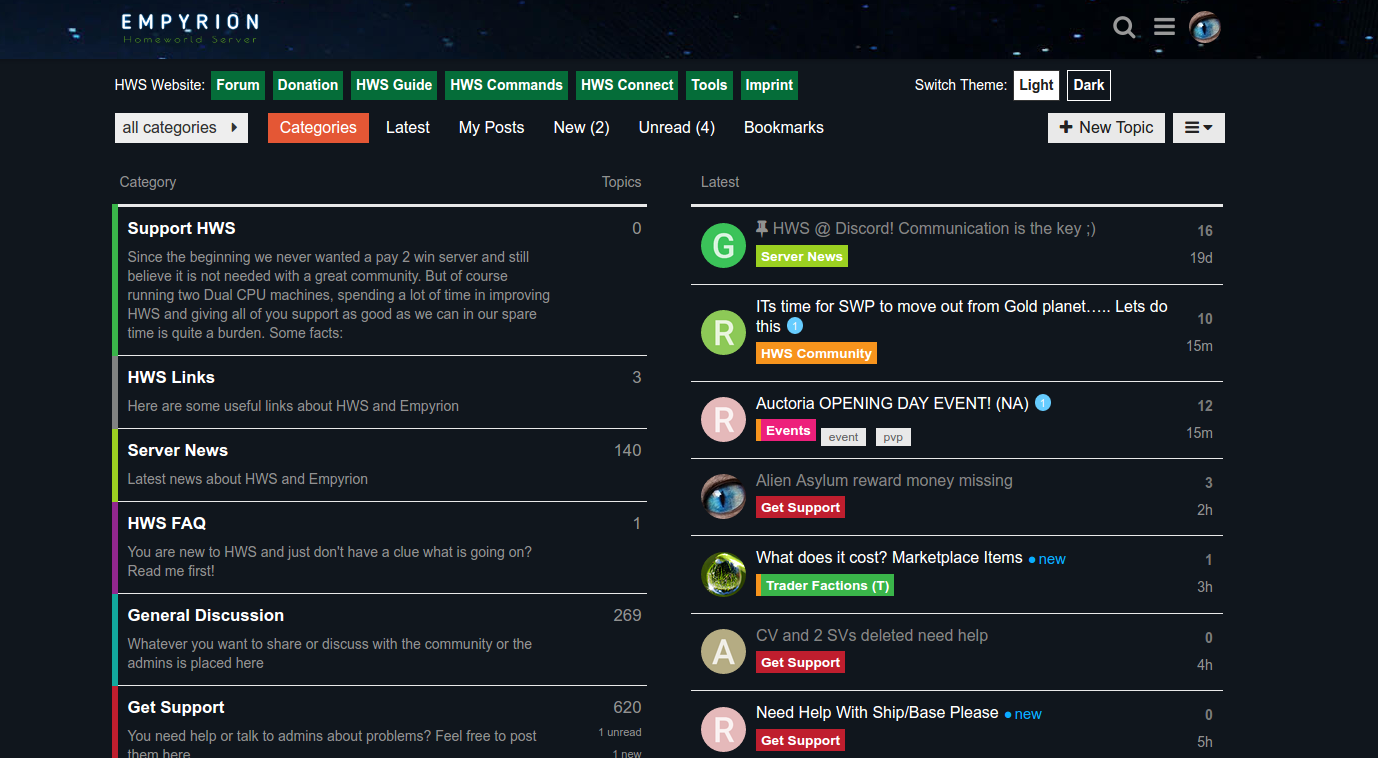 EMPYRION
Homeworld Server
HWS Website: Forum Donation HWS Guide HWS Commands HWS Connect Tools Imprint
Switch Theme: Light Dark
all categories Categories Latest My Posts New (2) Unread (4) Bookmarks
New Topic
Category Topics
Support HWS 0
Since the beginning we never wanted a pay 2 win server and still
believe it is not needed with a great community. But of course
running two Dual CPU machines, spending a lot of time in improving
HWS and giving all of you support as good as we can in our spare
time is quite a burden. Some facts:
HWS Links 3
Here are some useful links about HWS and Empyrion
Server News 140
Latest news about HWS and Empyrion
HWS FAQ 1
You are new to HWS and just don't have a clue what is going on?
Read me first!
General Discussion 269
Whatever you want to share or discuss with the community or the
admins is placed here
Get Support 620
You need help or talk to admins about problems? Feel free to post
1 unread
them here
1 new
Latest
G
HWS @ Discord! Communication is the key ;) 16
Server News 19d
R
ITs time for SWP to move out from Gold planet….. Lets do
this 1 10
HWS Community 15m
R
Auctoria OPENING DAY EVENT! (NA) 1 12
Events event pvp 15m
Alien Asylum reward money missing 3
Get Support 2h
What does it cost? Marketplace Items new 1
Trader Factions (T) 3h
A
CV and 2 SVs deleted need help 0
Get Support 4h
R
Need Help With Ship/Base Please new 0
Get Support 5h